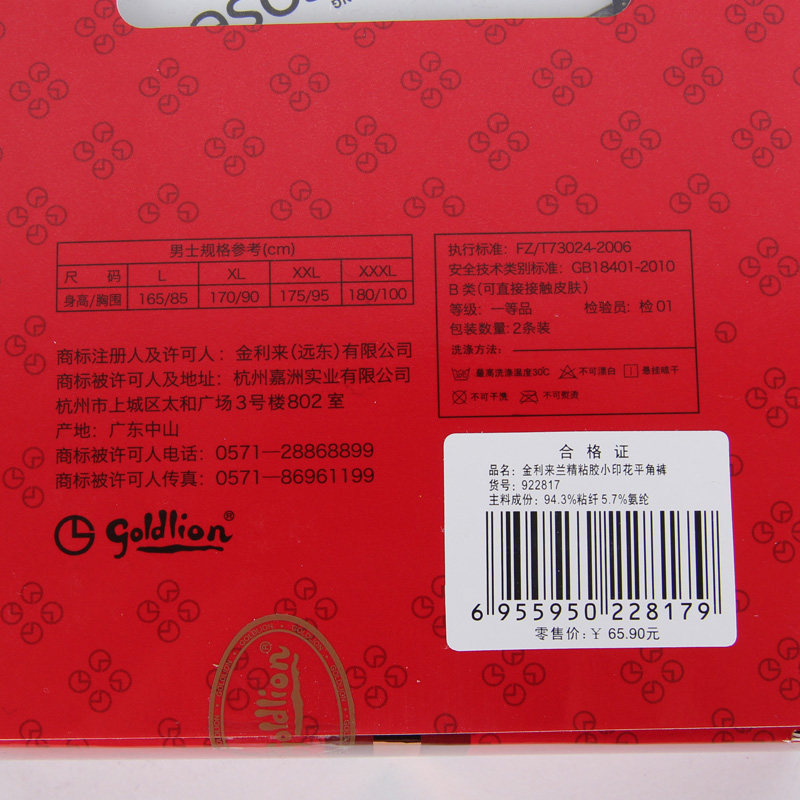 男士规格参考(cm)
尺 码 L XL XXL XXXL
身高/胸围 165/85 170/90 175/95 180/100
商标注册人及许可人：金利来(远东)有限公司
商标被许可人及地址：杭州嘉洲实业有限公司
杭州市上城区太和广场3号楼802室
产地：广东中山
商标被许可人电话：0571—28868899
商标被许可人传真：0571—86961199
goldlion®
执行标准：FZ/T73024-2006
安全技术类别标准：GB18401-2010
B类(可直接接触皮肤)
等级：一等品 检验员：检01
包装数量：2条装
洗涤方法：
最高洗涤温度30℃ 不可漂白 悬挂晾干
不可干洗 不可熨烫
合格证
品名：金利来兰精粘胶小印花平角裤
货号：922817
主料成份：94.3%粘纤 5.7%氨纶
6 955950 228179
零售价：¥ 65.90元
GOLDLION
goldlion®